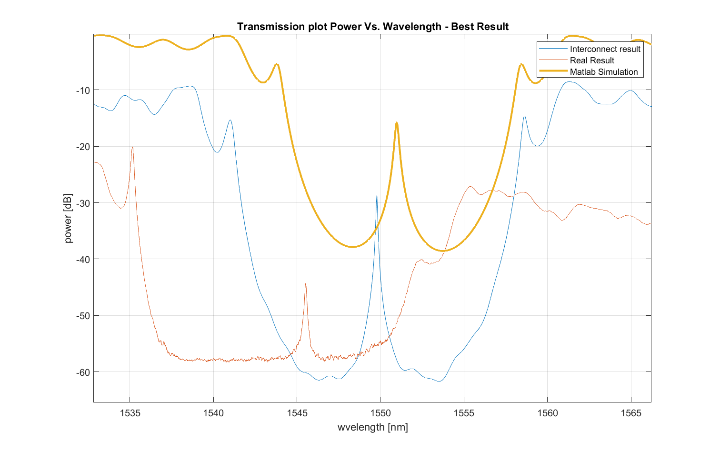 Transmission plot Power Vs. Wavelength - Best Result
Interconnect result
Real Result
Matlab Simulation
-10
-20
-30
-40
-50
-60
power [dB]
1535
1540
1545
1550
1555
1560
1565
wvelength [nm]